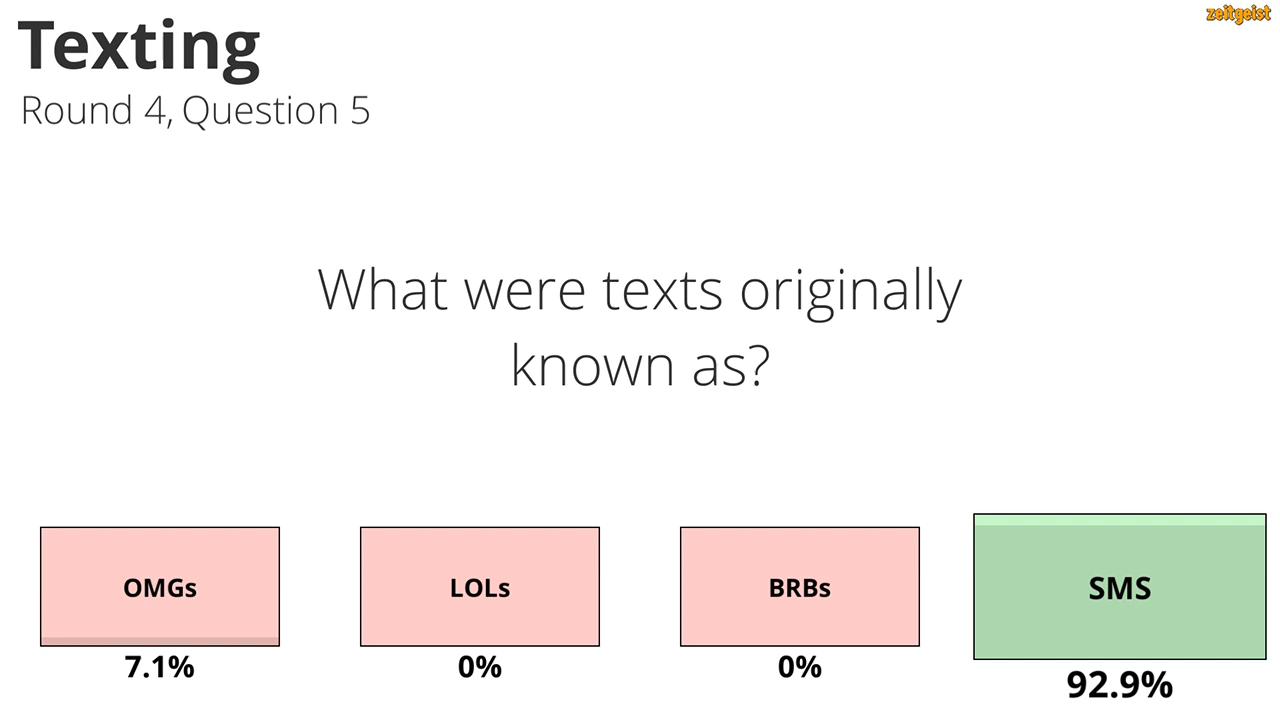 zeitgeist
Texting
Round 4, Question 5
What were texts originally
known as?
OMGs
LOLs
BRBs
SMS
7.1%
0%
0%
92.9%